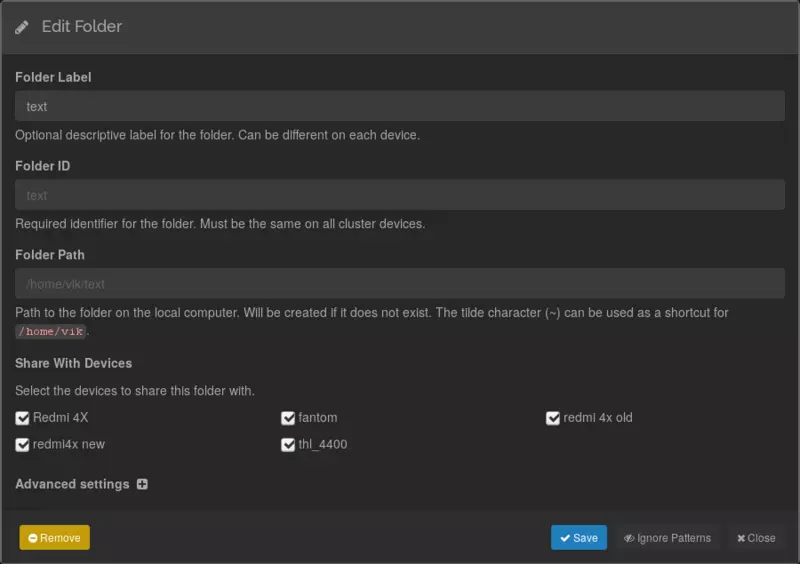 Edit Folder
Folder Label
text
Optional descriptive label for the folder. Can be different on each device.
Folder ID
text
Required identifier for the folder. Must be the same on all cluster devices.
Folder Path
/home/vik/text
Path to the folder on the local computer. Will be created if it does not exist. The tilde character (~) can be used as a shortcut for
/home/vik.
Share With Devices
Select the devices to share this folder with.
Redmi 4X fantom redmi 4x old
redmi4x new thl_4400
Advanced settings
Remove Save Ignore Patterns Close